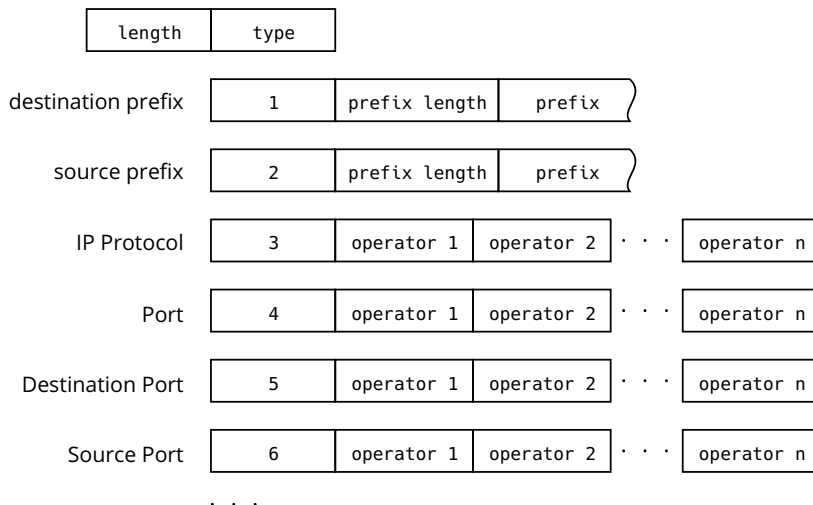 length type
destination prefix 1 prefix length prefix
source prefix 2 prefix length prefix
IP Protocol 3 operator 1 operator 2 · · · operator n
Port 4 operator 1 operator 2 · · · operator n
Destination Port 5 operator 1 operator 2 · · · operator n
Source Port 6 operator 1 operator 2 · · · operator n
. . .